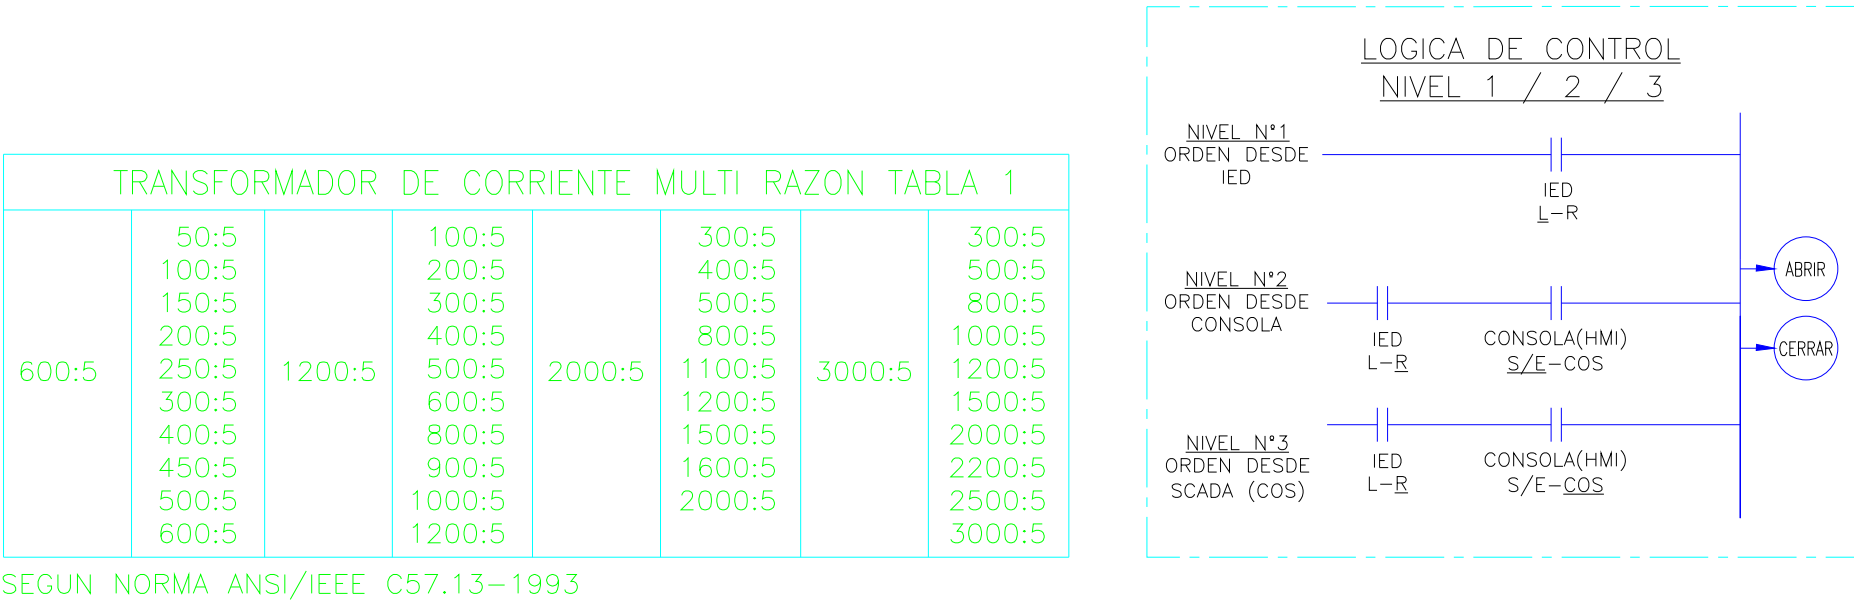 TRANSFORMADOR DE CORRIENTE MULTI RAZON TABLA 1
600:5
50:5
100:5
150:5
200:5
250:5
300:5
400:5
450:5
500:5
600:5
1200:5
100:5
200:5
300:5
400:5
500:5
600:5
800:5
900:5
1000:5
1200:5
2000:5
300:5
400:5
500:5
800:5
1100:5
1200:5
1500:5
1600:5
2000:5
3000:5
300:5
500:5
800:5
1000:5
1200:5
1500:5
2000:5
2200:5
2500:5
3000:5
SEGUN NORMA ANSI/IEEE C57.13-1993
LOGICA DE CONTROL
NIVEL 1 / 2 / 3
NIVEL N°1
ORDEN DESDE
IED
IED
L-R
NIVEL N°2
ORDEN DESDE
CONSOLA
IED
L-R
CONSOLA(HMI)
S/E-COS
ABRIR
CERRAR
NIVEL N°3
ORDEN DESDE
SCADA (COS)
IED
L-R
CONSOLA(HMI)
S/E-COS